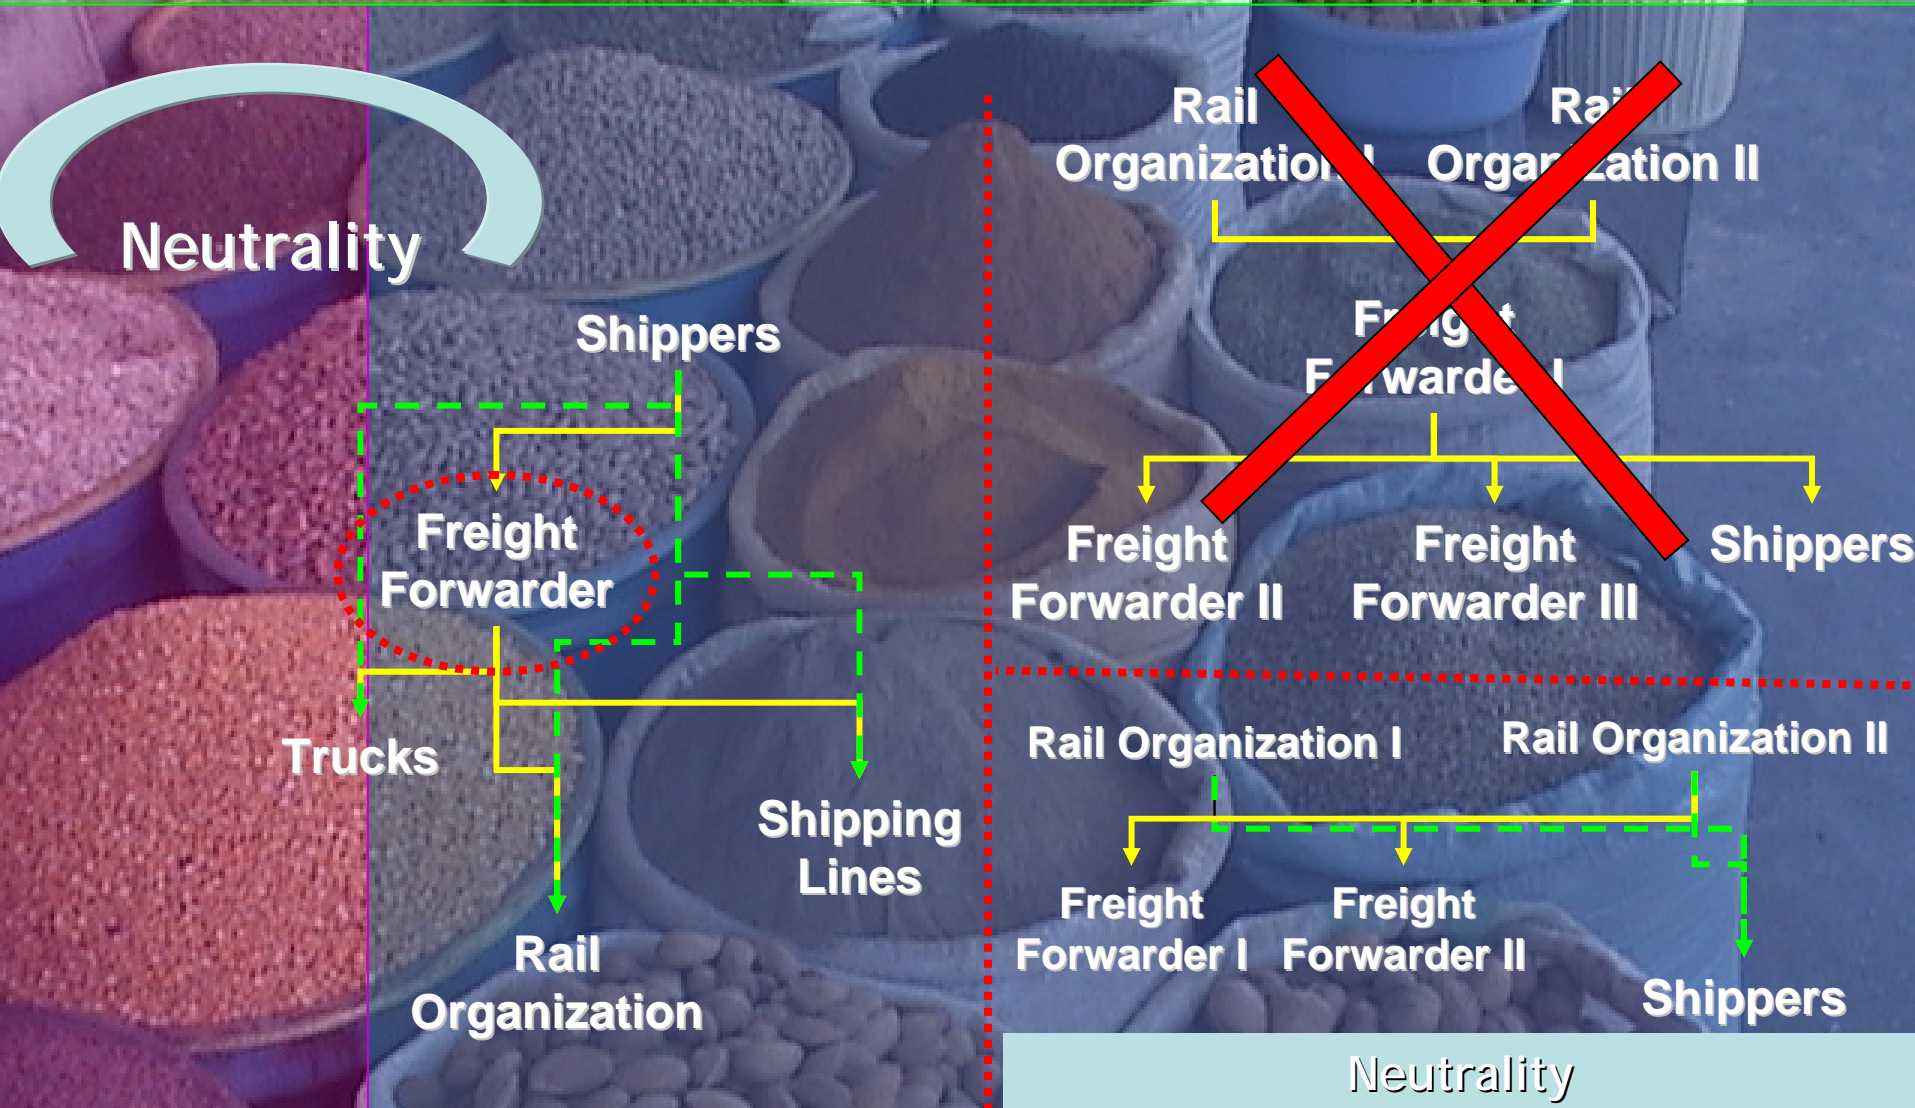 Neutrality
Shippers
Freight
Forwarder
Trucks
Shipping
Lines
Rail
Organization
Rail
Organization I
Rail
Organization II
Freight
Forwarder I
Freight
Forwarder II
Freight
Forwarder III
Shippers
Rail Organization I
Rail Organization II
Freight
Forwarder I
Freight
Forwarder II
Shippers
Neutrality